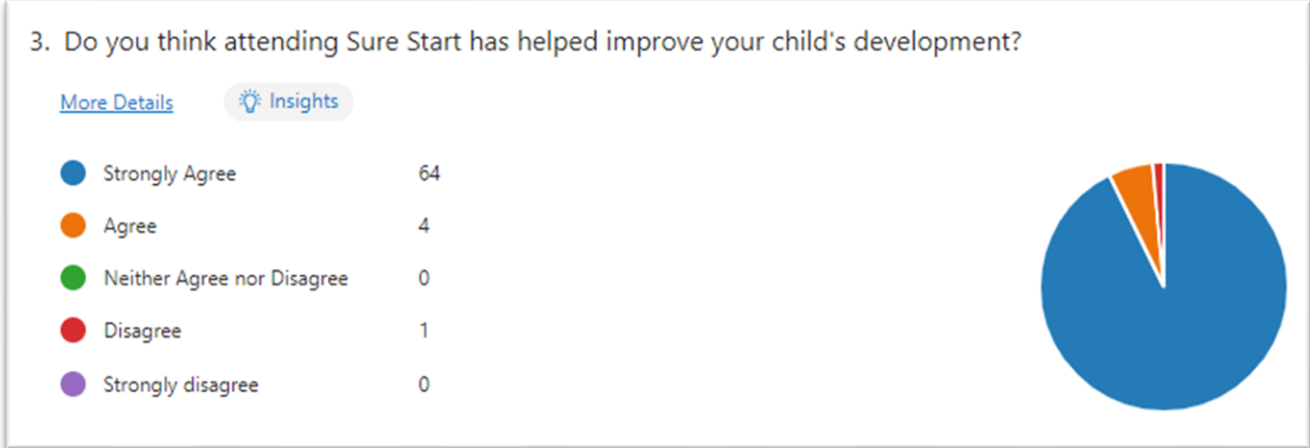 3. Do you think attending Sure Start has helped improve your child's development?
More Details Insights
Strongly Agree 64
Agree 4
Neither Agree nor Disagree 0
Disagree 1
Strongly disagree 0